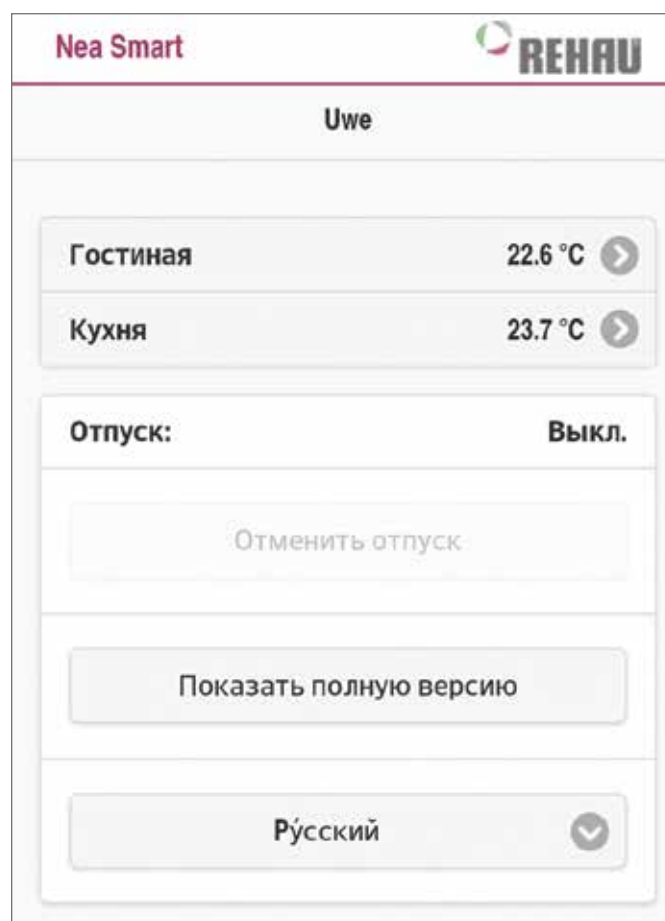 Nea Smart
REHAU
Uwe
Гостиная 22.6 °C
Кухня 23.7 °C
Отпуск: Выкл.
Отменить отпуск
Показать полную версию
Ру́сский